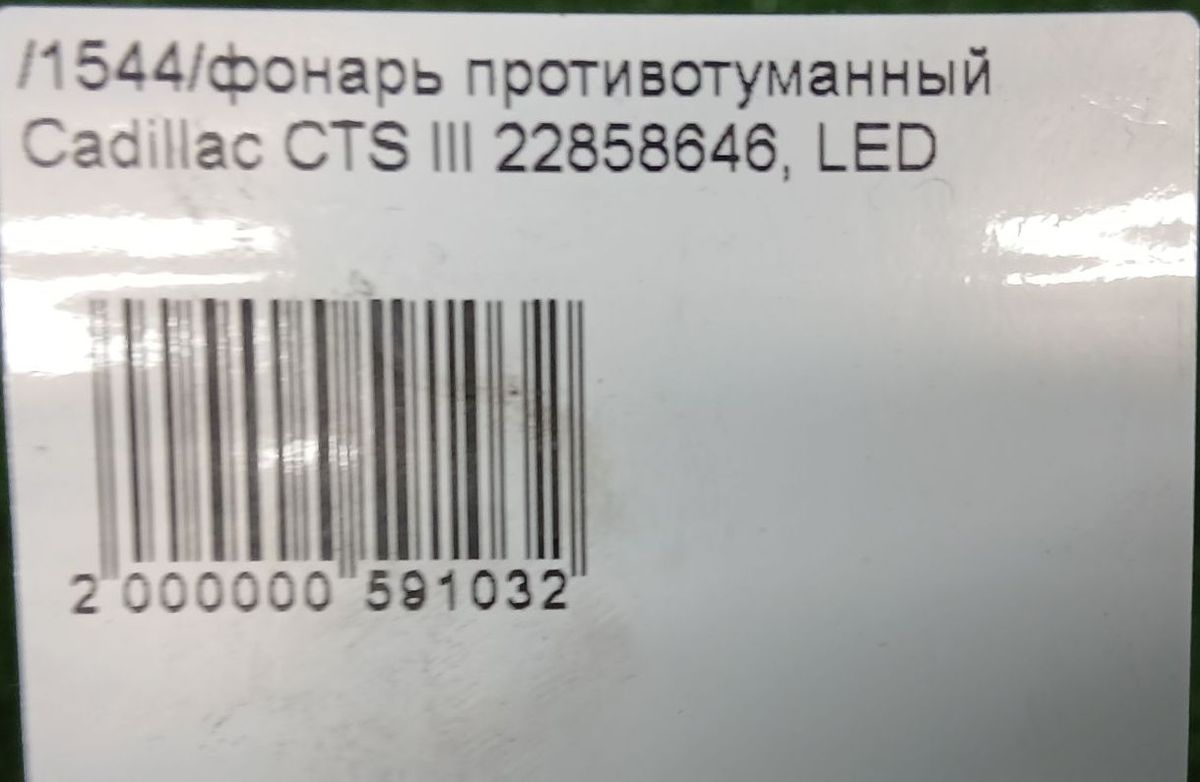 /1544/фонарь противотуманный
Cadillac CTS III 22858646, LED
2 000000 591032